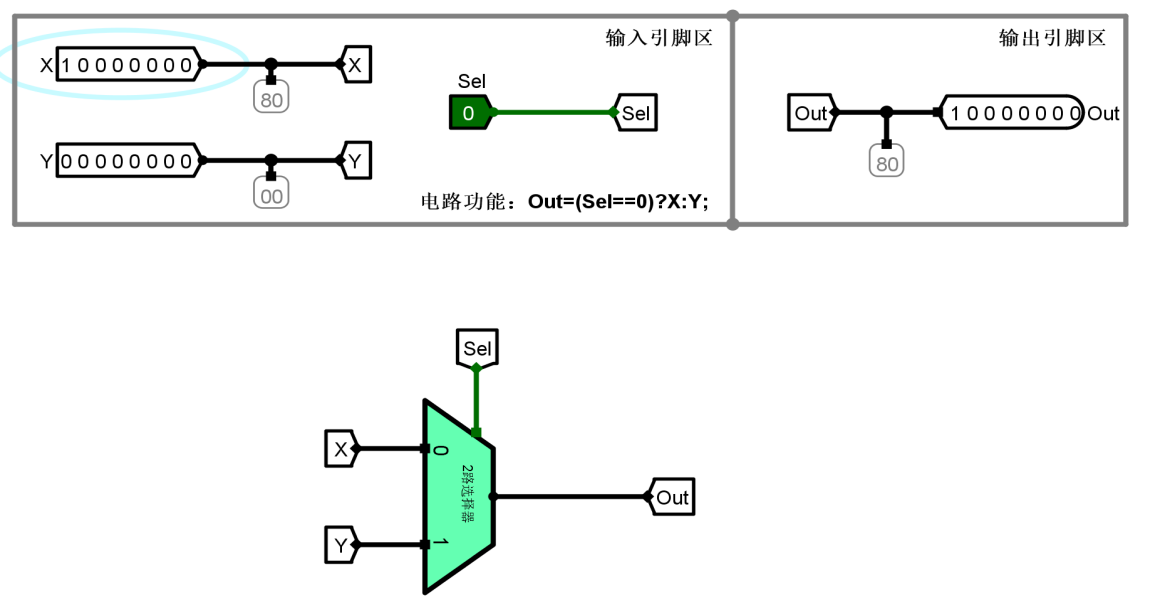 输入引脚区
X 1 0 0 0 0 0 0 0 X
80
Sel
0 Sel
Y 0 0 0 0 0 0 0 0 Y
00
电路功能：Out=(Sel==0)?X:Y;
输出引脚区
Out 1 0 0 0 0 0 0 0 Out
80
Sel
X 0
2路选择器
Out
Y 1